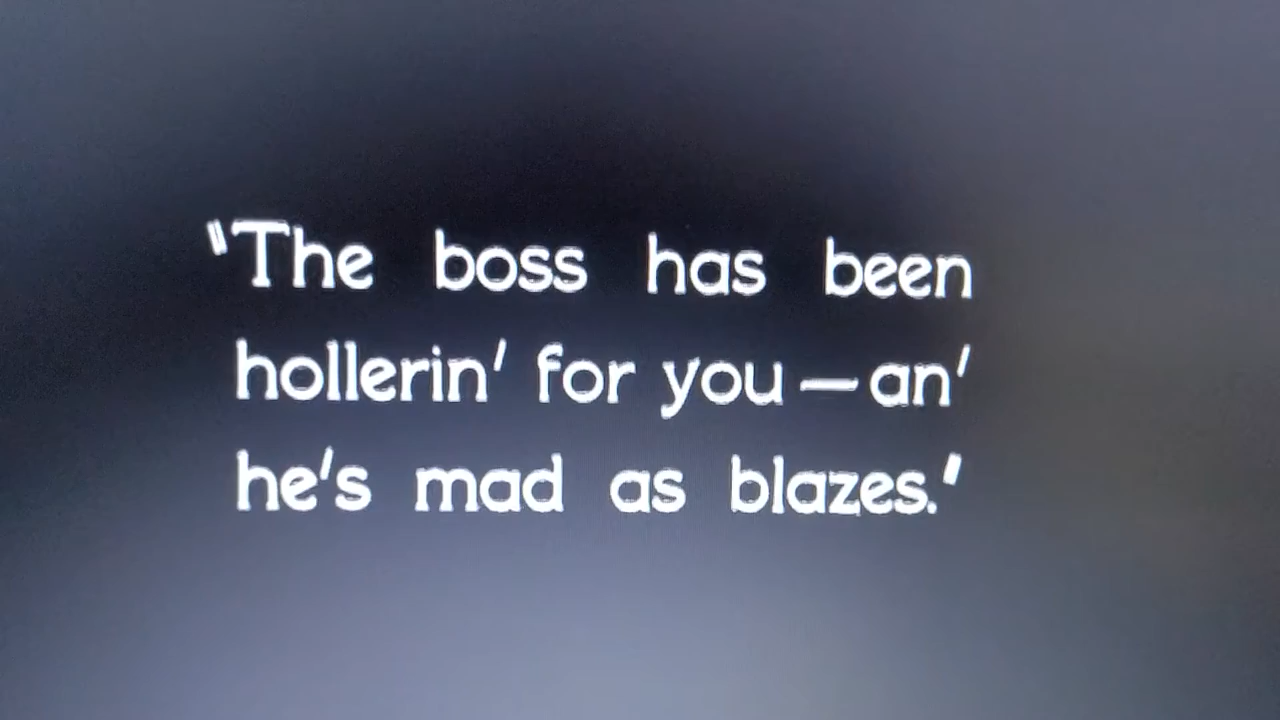 "The boss has been
hollerin' for you — an'
he's mad as blazes."